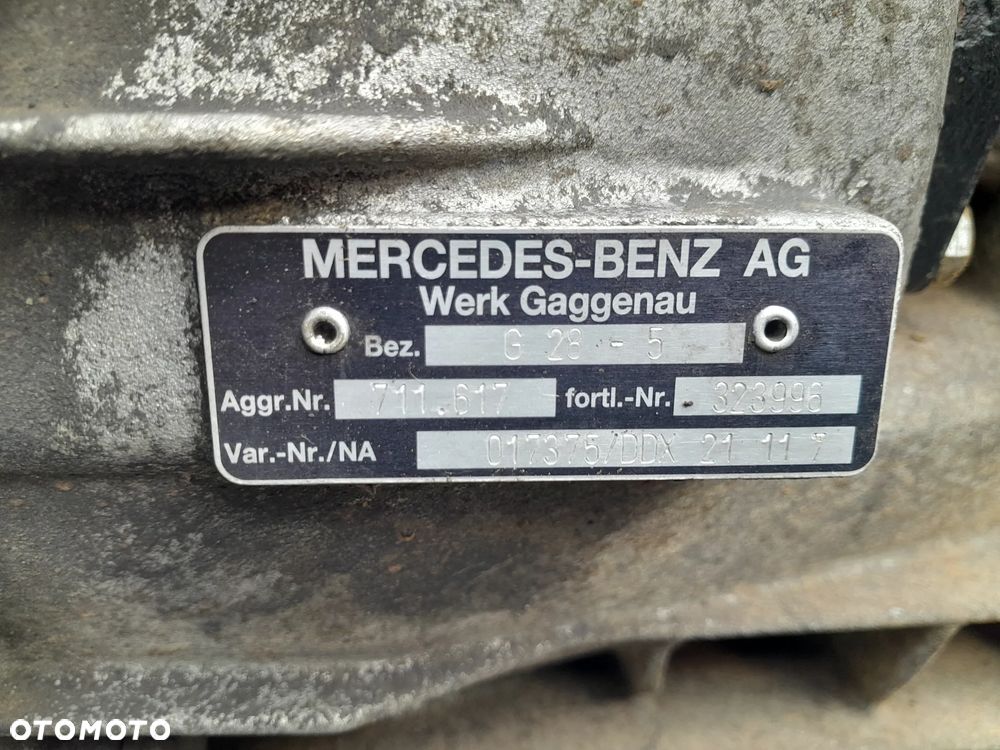 MERCEDES-BENZ AG
Werk Gaggenau
Bez. G 28 - 5
Aggr.Nr. 711.617 fortl.-Nr. 323996
Var.-Nr./NA 017375/DDX 21 11 7
OTOMOTO